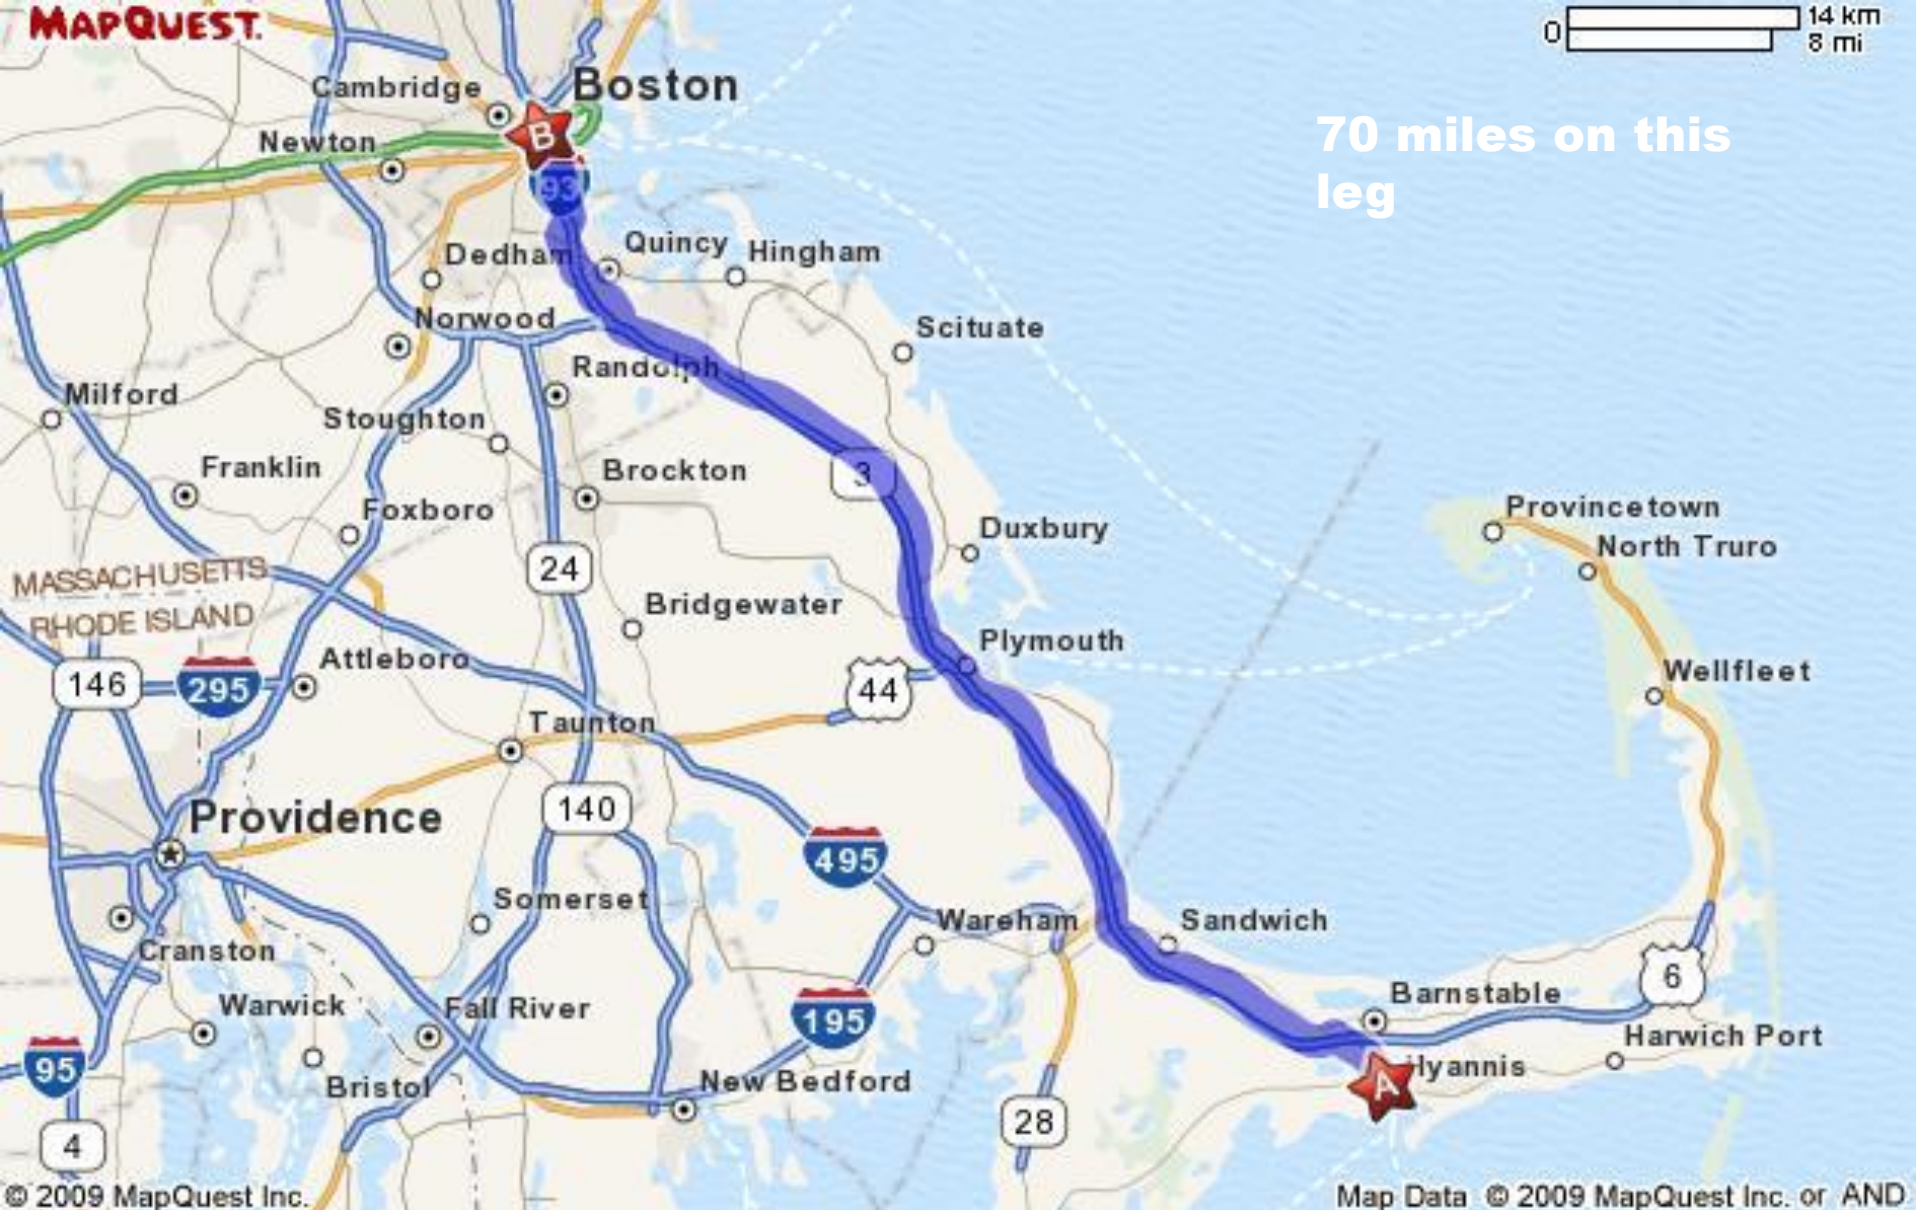 MAPQUEST.
0
14 km
8 mi
Boston
Cambridge
B
70 miles on this
leg
Newton
93
Quincy
Hingham
Dedham
Norwood
Scituate
Randolph
Milford
Stoughton
3
Franklin
Brockton
Foxboro
Provincetown
Duxbury
North Truro
24
MASSACHUSETTS
RHODE ISLAND
Bridgewater
Plymouth
Attleboro
Wellfleet
146
295
44
Taunton
140
Providence
495
Somerset
Wareham
Sandwich
Cranston
6
Barnstable
Warwick
Fall River
195
Harwich Port
95
Bristol
New Bedford
A
lyannis
28
4
© 2009 MapQuest Inc.
Map Data © 2009 MapQuest Inc. or AND